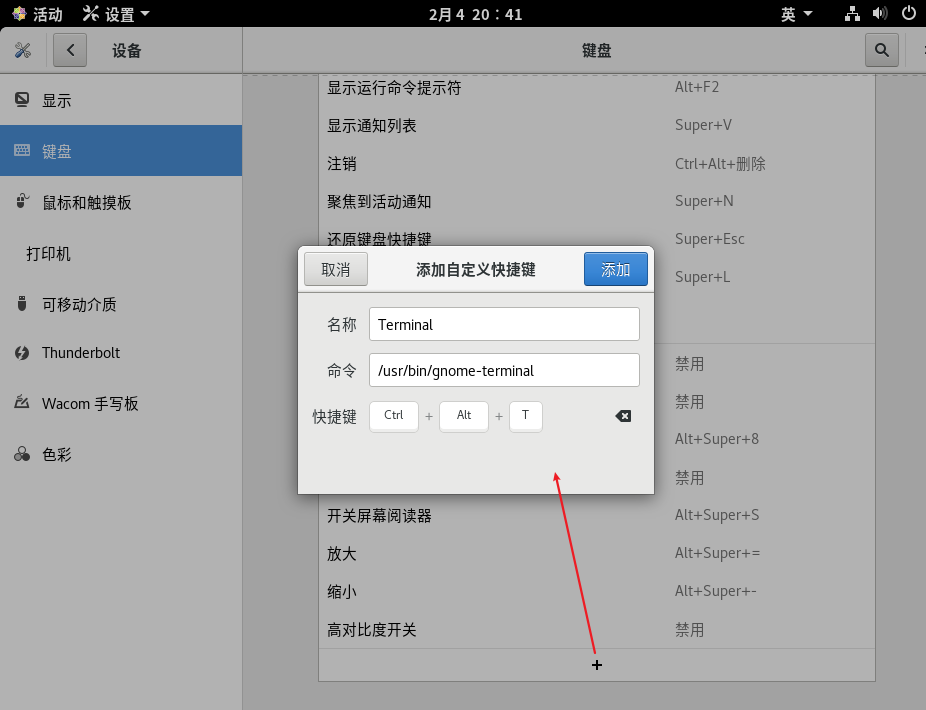 活动 设置 2月 4 20：41 英
设备 键盘
显示
键盘
鼠标和触摸板
打印机
可移动介质
Thunderbolt
Wacom 手写板
色彩
显示运行命令提示符 Alt+F2
显示通知列表 Super+V
注销 Ctrl+Alt+删除
聚焦到活动通知 Super+N
还原键盘快捷键 Super+Esc
Super+L
取消 添加自定义快捷键 添加
名称 Terminal
命令 /usr/bin/gnome-terminal
快捷键 Ctrl + Alt + T
禁用
禁用
Alt+Super+8
禁用
开关屏幕阅读器 Alt+Super+S
放大 Alt+Super+=
缩小 Alt+Super+-
高对比度开关 禁用
+